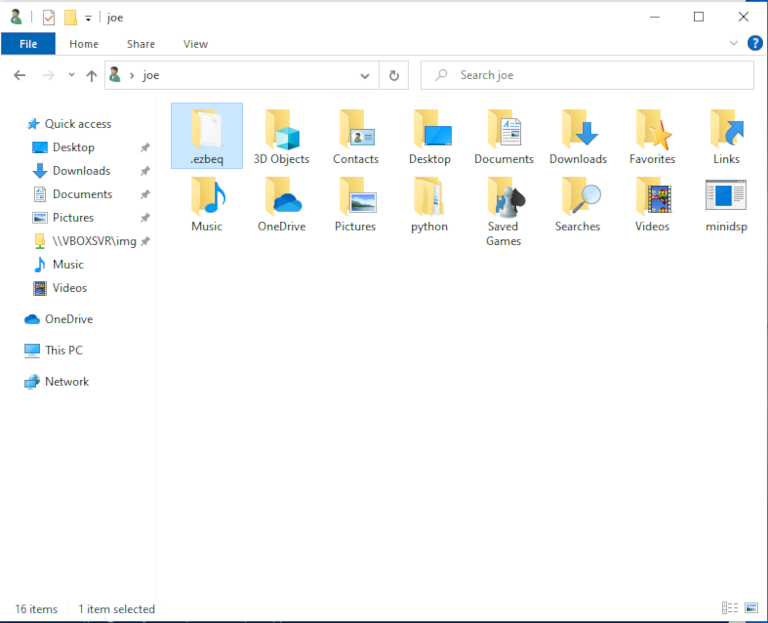 joe
File Home Share View
joe
Search joe
Quick access
Desktop
Downloads
Documents
Pictures
\\VBOXSVR\img
Music
Videos
OneDrive
This PC
Network
.ezbeq 3D Objects Contacts Desktop Documents Downloads Favorites Links
Music OneDrive Pictures python Saved Games Searches Videos minidsp
16 items 1 item selected